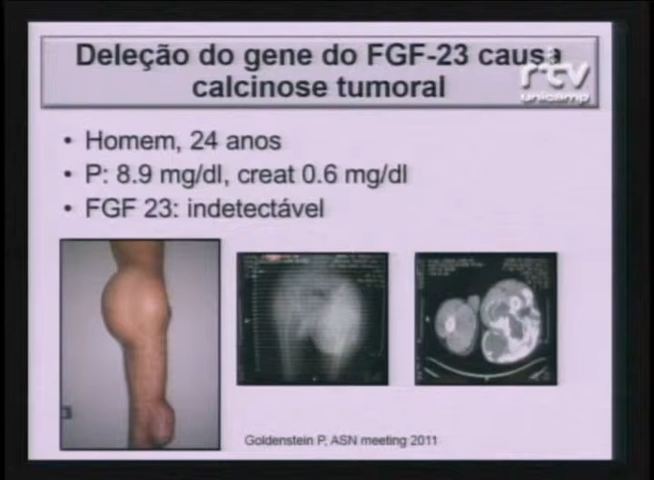 Deleção do gene do FGF-23 causa
calcinose tumoral
rtv
unicamp
• Homem, 24 anos
• P: 8.9 mg/dl, creat 0.6 mg/dl
• FGF 23: indetectável
Goldenstein P, ASN meeting 2011